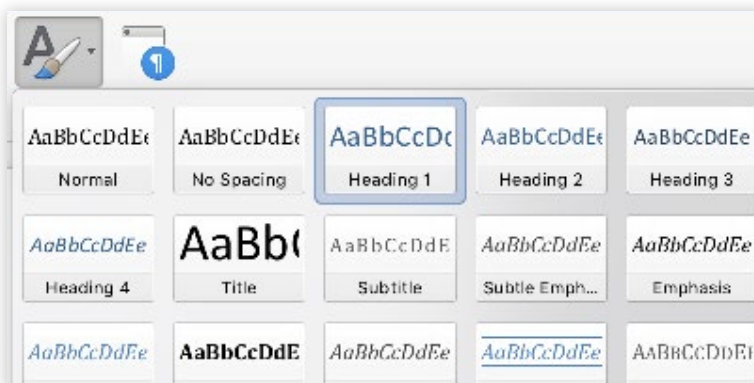 A
¶
AaBbCcDdEe AaBbCcDdEe AaBbCcDc AaBbCcDdEe AaBbCcDdEe
Normal No Spacing Heading 1 Heading 2 Heading 3
AaBbCcDdEe AaBb( AaBbCcDdE AaBbCcDdEe AaBbCcDdEe
Heading 4 Title Subtitle Subtle Emph... Emphasis
AaBbCcDdEe AaBbCcDdE AaBbCcDdEe AaBbCcDdEe AABBCCDDEE